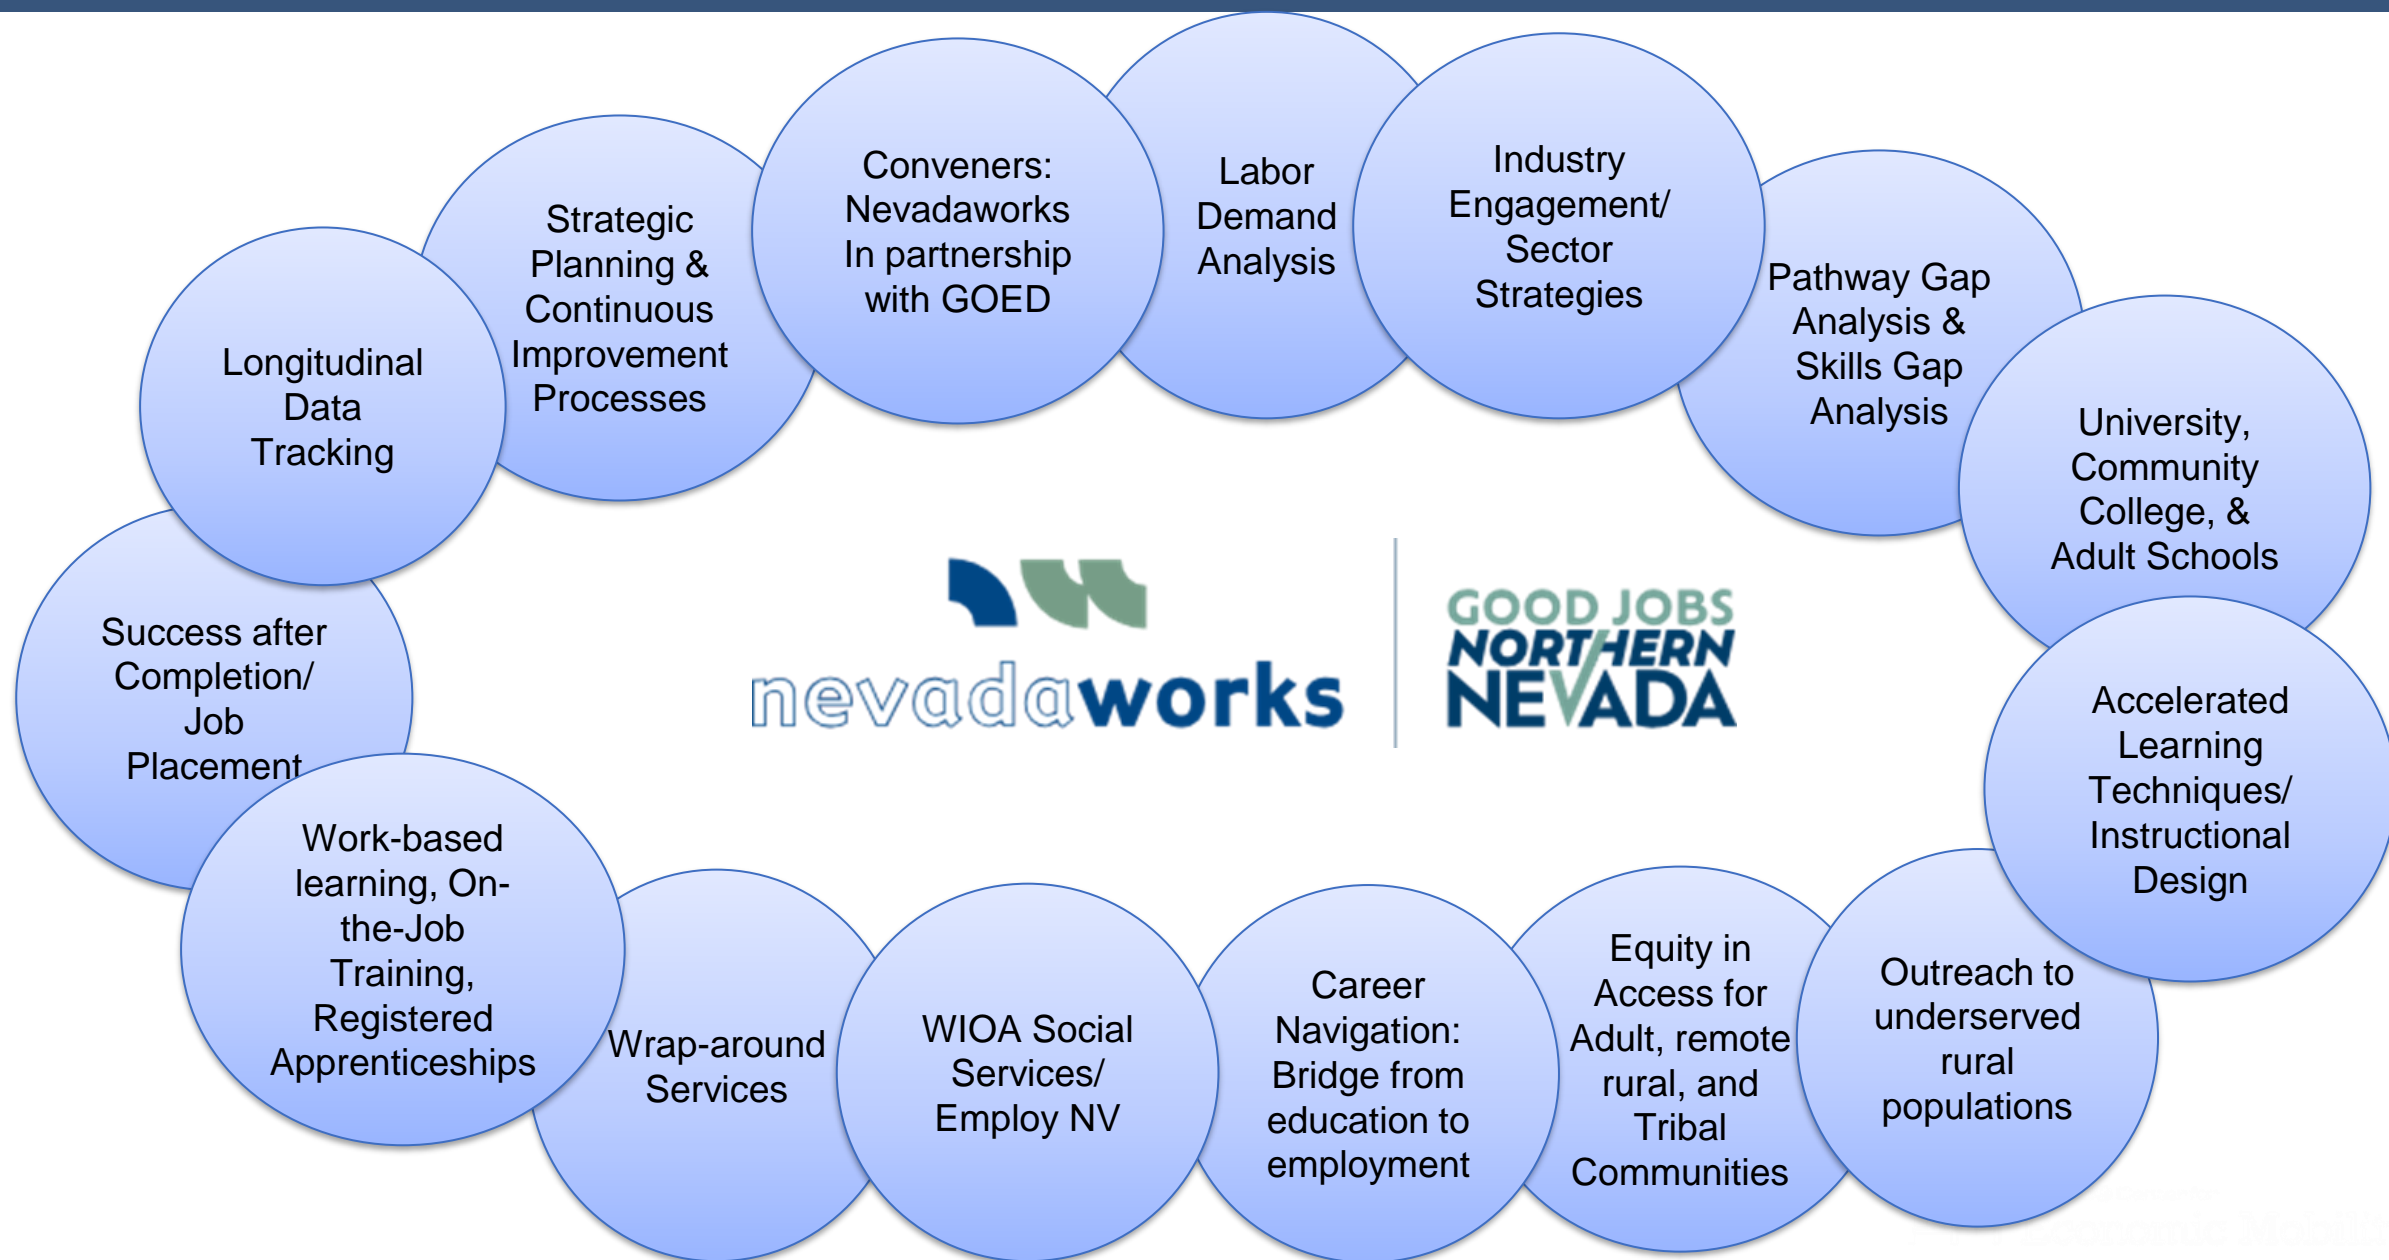 Conveners:
Nevadaworks
In partnership
with GOED
Labor
Demand
Analysis
Industry
Engagement/
Sector
Strategies
Pathway Gap
Analysis &
Skills Gap
Analysis
University,
Community
College, &
Adult Schools
Accelerated
Learning
Techniques/
Instructional
Design
Outreach to
underserved
rural
populations
Equity in
Access for
Adult, remote
rural, and
Tribal
Communities
Career
Navigation:
Bridge from
education to
employment
WIOA Social
Services/
Employ NV
Wrap-around
Services
Work-based
learning, On-
the-Job
Training,
Registered
Apprenticeships
Success after
Completion/
Job
Placement
Longitudinal
Data
Tracking
Strategic
Planning &
Continuous
Improvement
Processes
nevadaworks
GOOD JOBS
NORTHERN
NEVADA